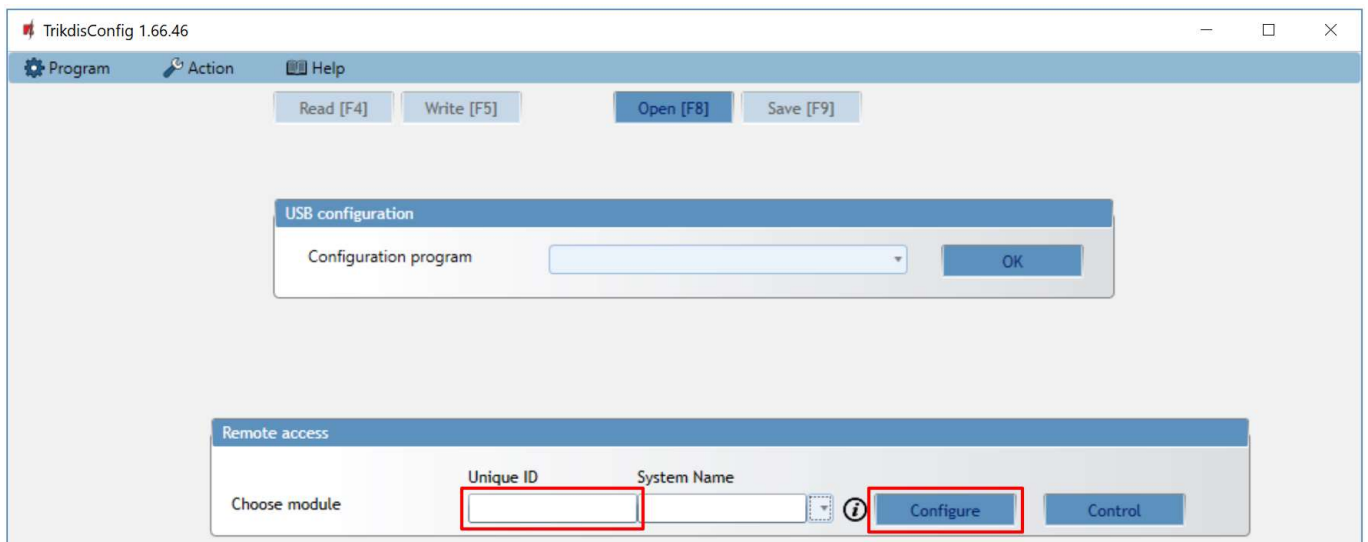 TrikdisConfig 1.66.46
Program Action Help
Read [F4] Write [F5] Open [F8] Save [F9]
USB configuration
Configuration program OK
Remote access
Unique ID System Name
Choose module i Configure Control